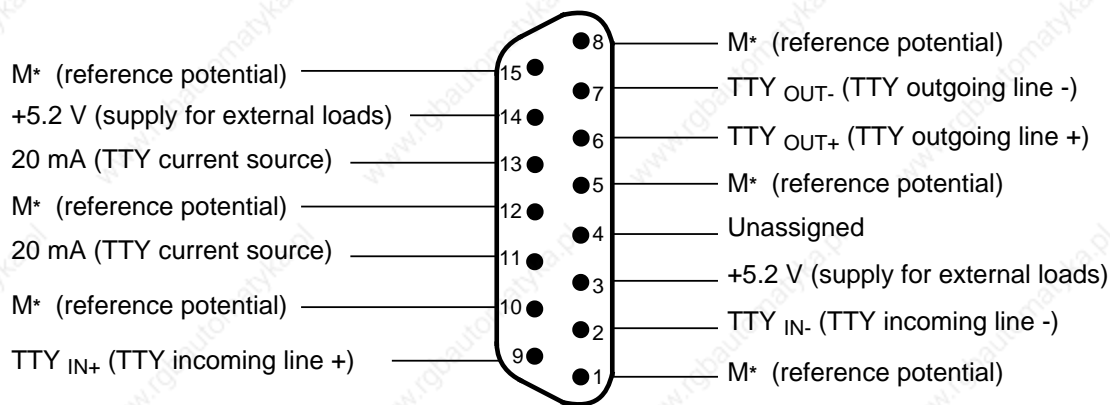 8 M* (reference potential)
M* (reference potential) 15
7 TTY OUT- (TTY outgoing line -)
+5.2 V (supply for external loads) 14
6 TTY OUT+ (TTY outgoing line +)
20 mA (TTY current source) 13
5 M* (reference potential)
M* (reference potential) 12
4 Unassigned
20 mA (TTY current source) 11
3 +5.2 V (supply for external loads)
M* (reference potential) 10
2 TTY IN- (TTY incoming line -)
TTY IN+ (TTY incoming line +) 9
1 M* (reference potential)
www.rgbautomatyka.pl